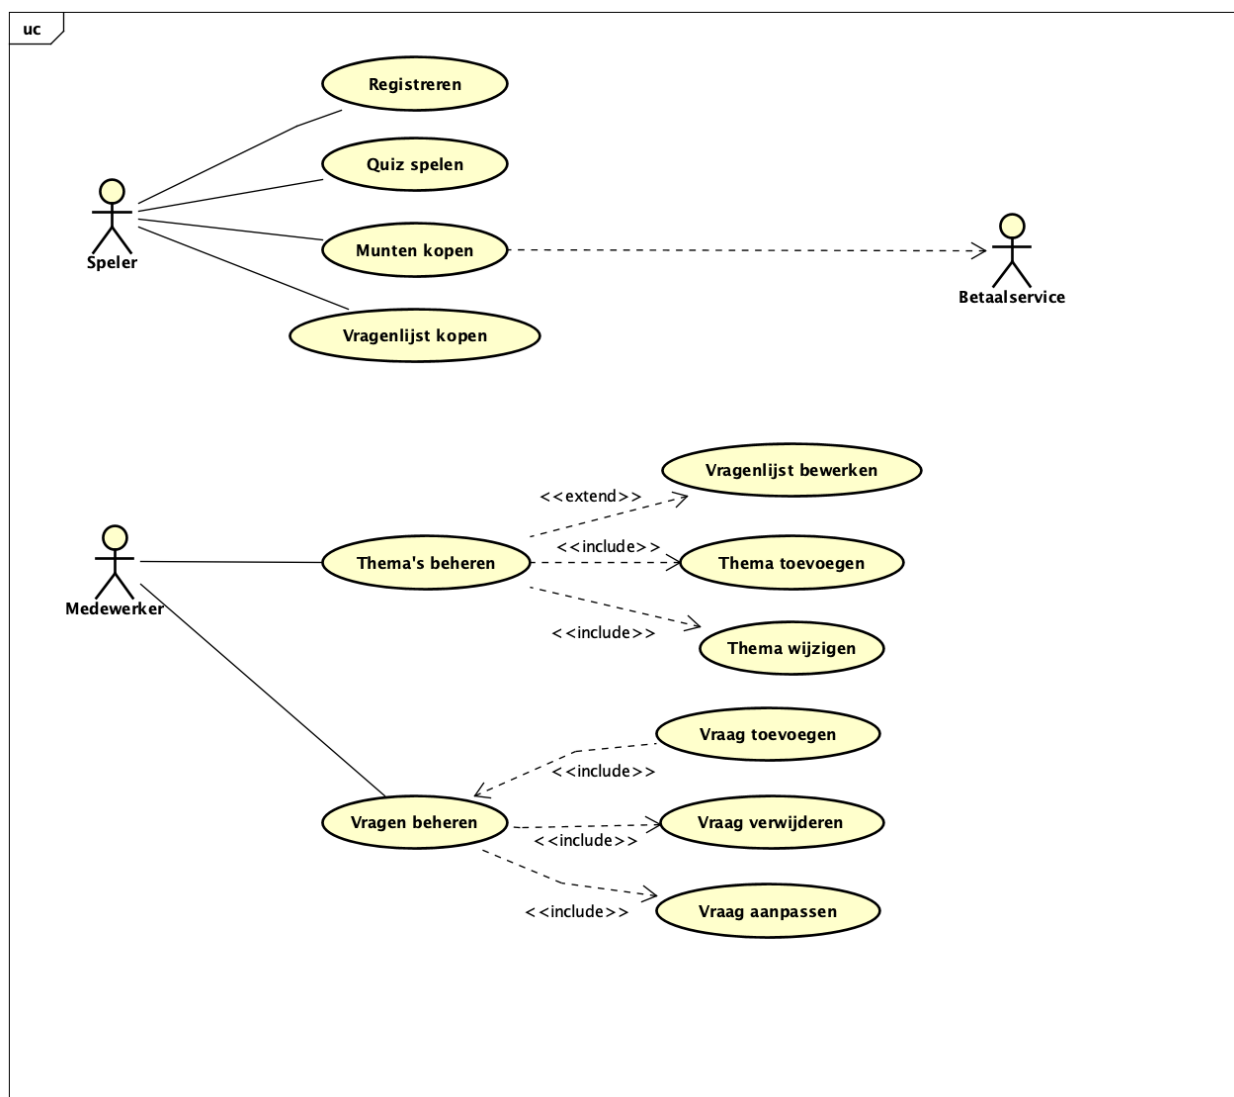 uc
Registreren
Quiz spelen
Speler
Munten kopen
Betaalservice
Vragenlijst kopen
Vragenlijst bewerken
<<extend>>
<<include>>
Thema's beheren
Thema toevoegen
Medewerker
<<include>>
Thema wijzigen
Vraag toevoegen
<<include>>
Vragen beheren
Vraag verwijderen
<<include>>
Vraag aanpassen
<<include>>